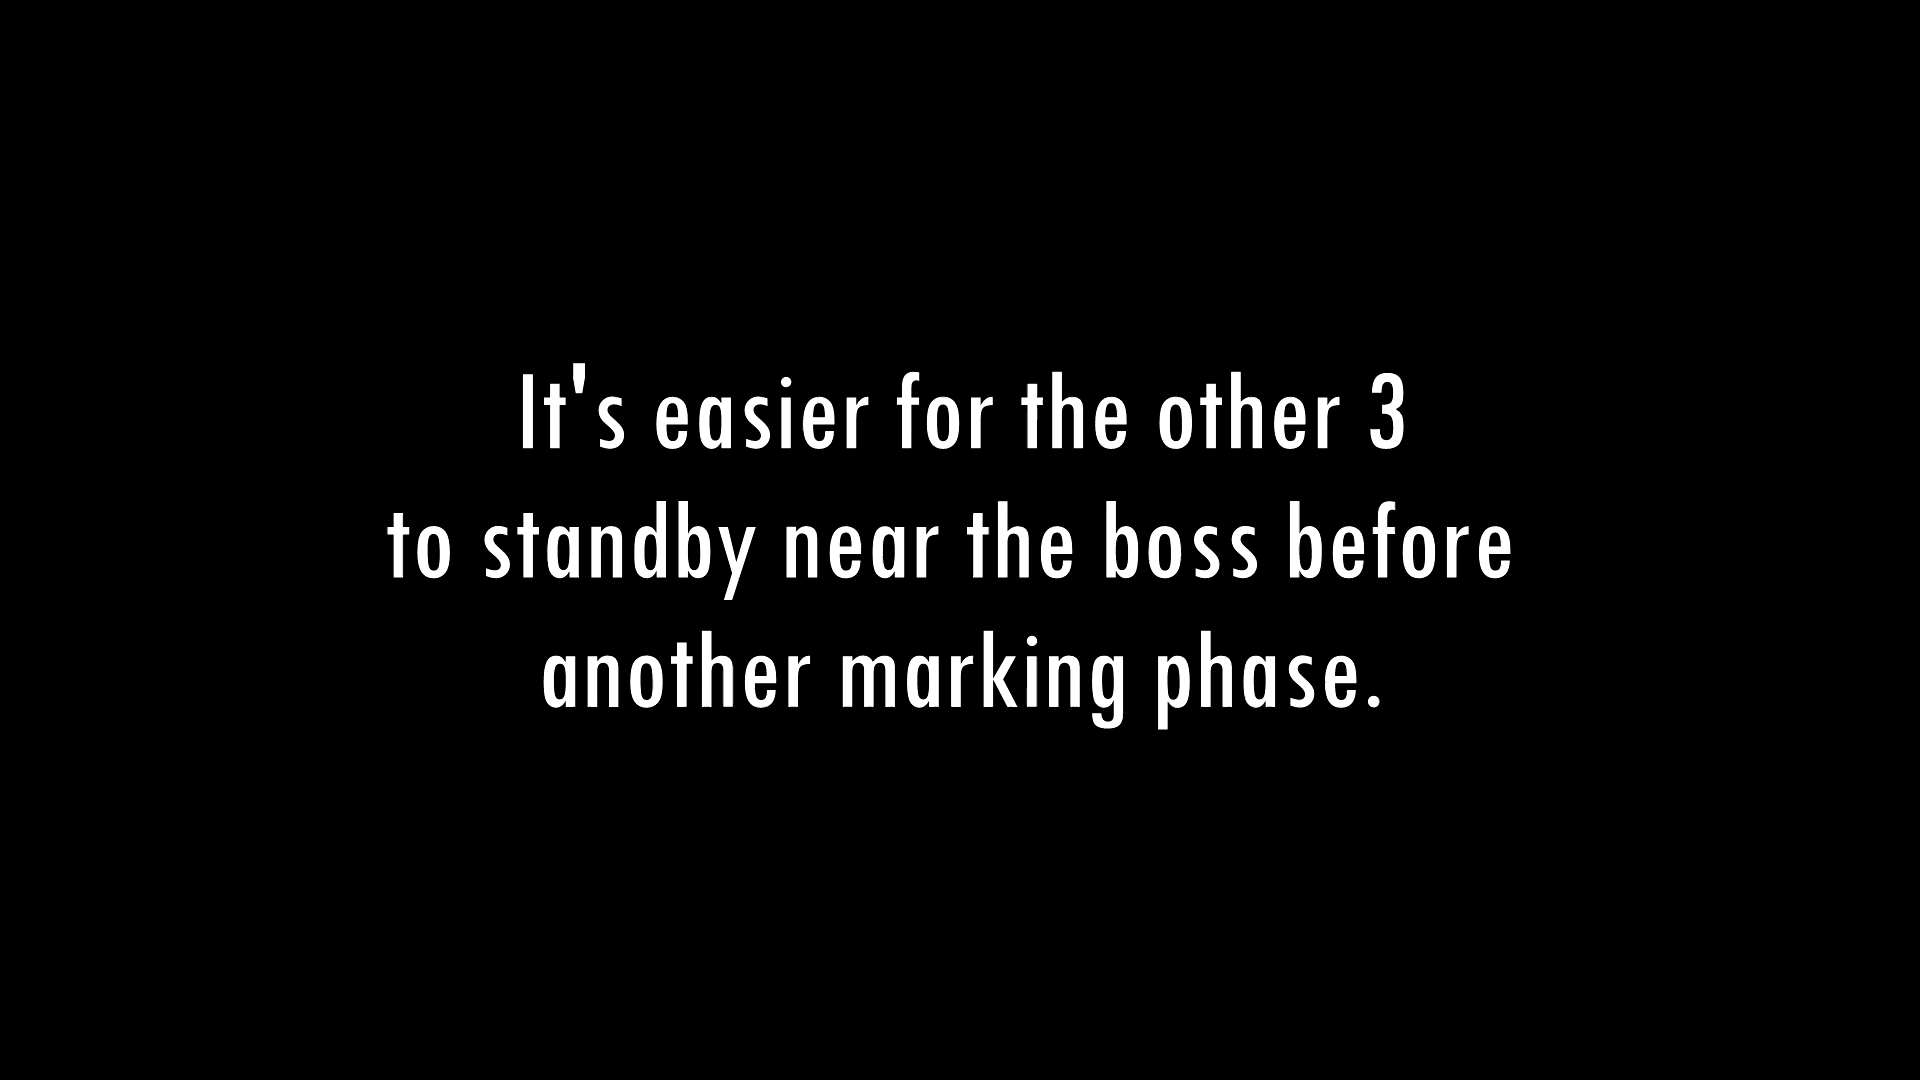 It's easier for the other 3
to standby near the boss before
another marking phase.